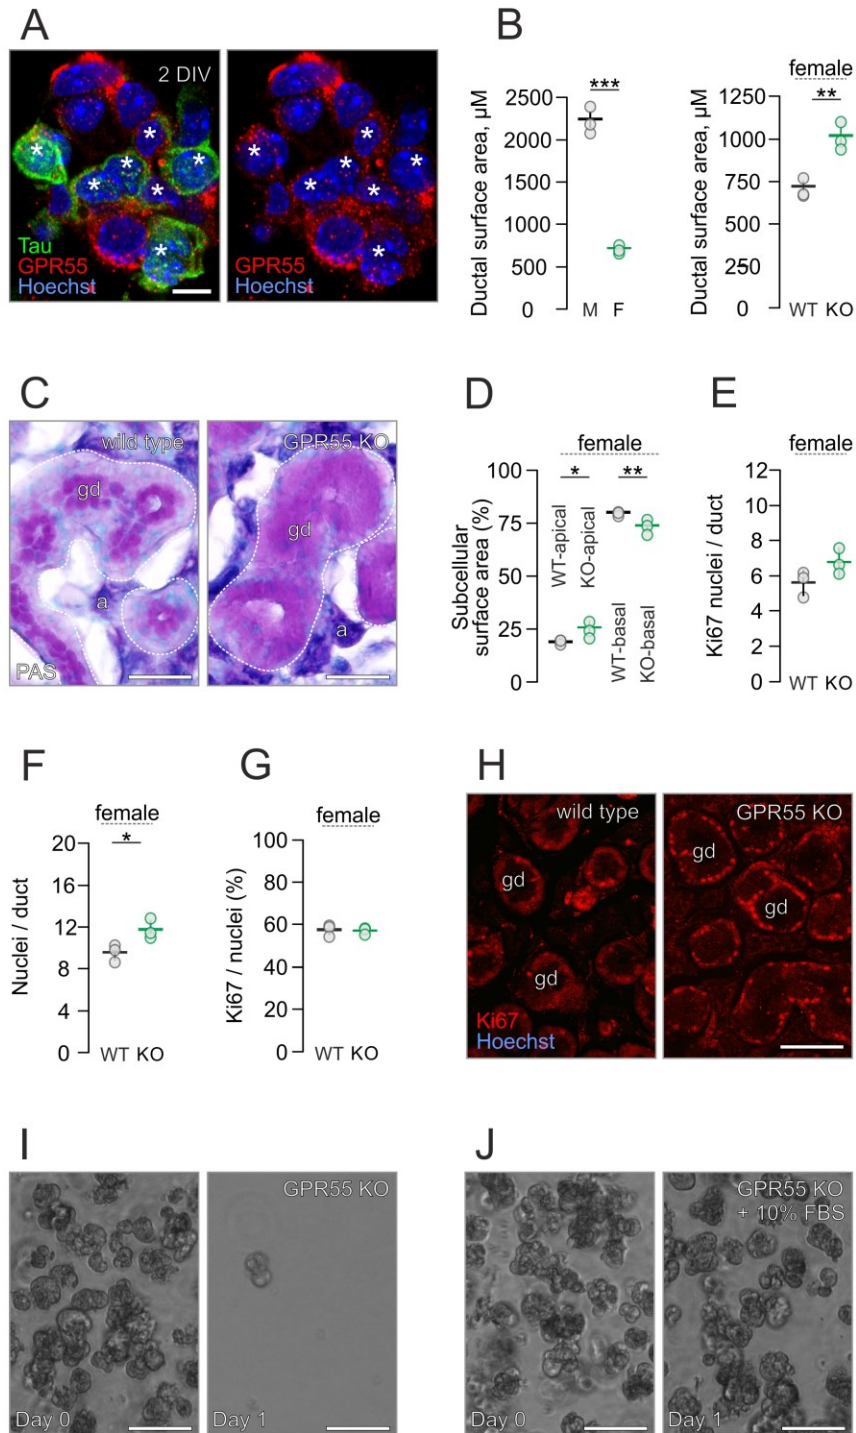 A
2 DIV
*
*
*
*
*
*
*
Tau
GPR55
Hoechst
*
*
*
*
*
*
*
GPR55
Hoechst
B
***
Ductal surface area, µM
2500
2000
1500
1000
500
0
M F
female
**
Ductal surface area, µM
1250
1000
750
500
250
0
WT KO
C
wild type
gd
a
PAS
GPR55 KO
gd
a
D
female
* **
Subcellular
surface area (%)
100
75
50
25
0
WT-apical
KO-apical
WT-basal
KO-basal
E
female
Ki67 nuclei / duct
12
10
8
6
4
2
0
WT KO
F
female
*
Nuclei / duct
20
16
12
8
4
0
WT KO
G
female
Ki67 / nuclei (%)
100
80
60
40
20
0
WT KO
H
wild type
gd
gd
Ki67
Hoechst
GPR55 KO
gd
gd
I
Day 0
GPR55 KO
Day 1
J
Day 0
GPR55 KO
+ 10% FBS
Day 1